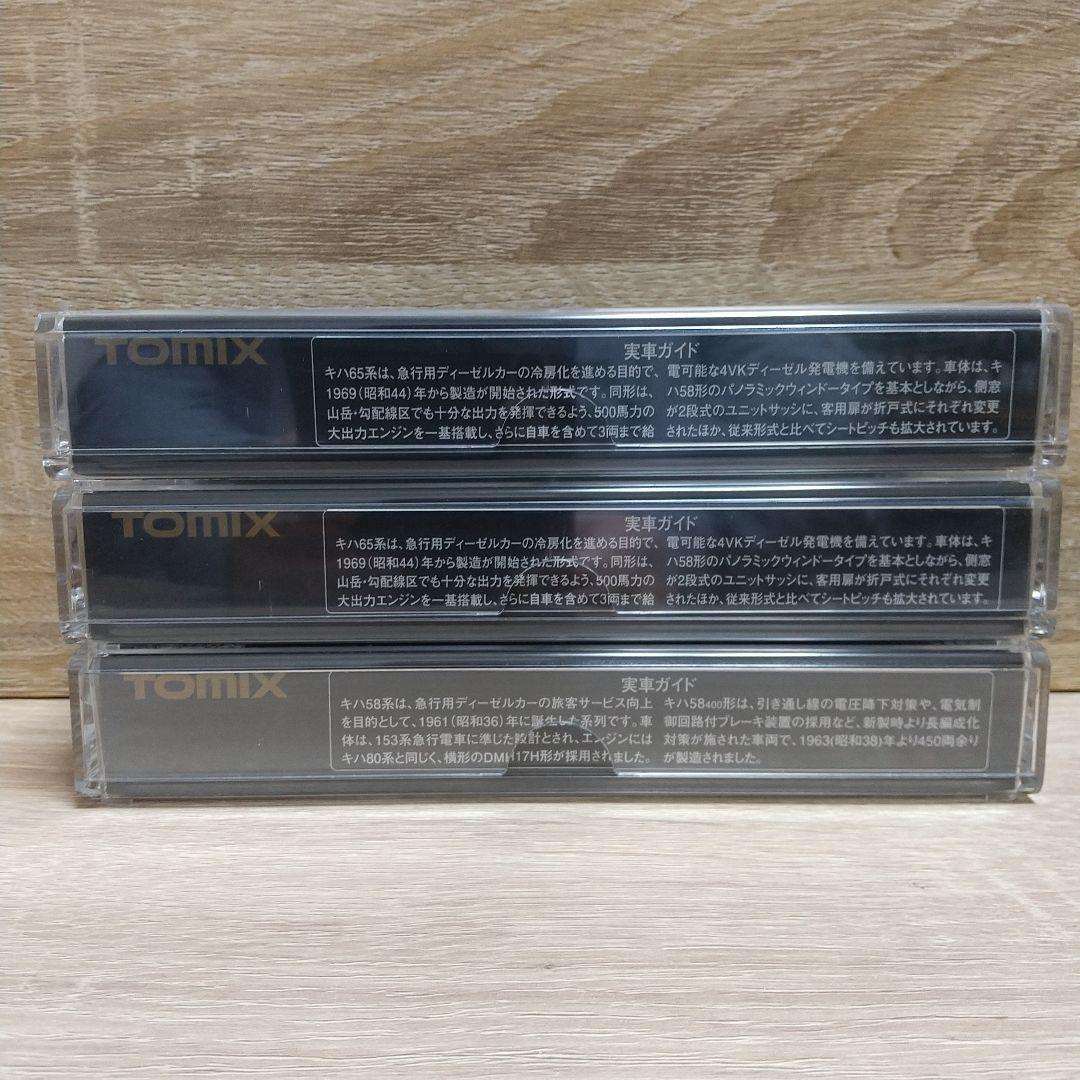 TOMIX
実車ガイド
キハ65系は、急行用ディーゼルカーの冷房化を進める目的で、
1969(昭和44)年から製造が開始された形式です。同形は、
山岳・勾配線区でも十分な出力を発揮できるよう、500馬力の
大出力エンジンを一基搭載し、さらに自車を含めて3両まで給
電可能な4VKディーゼル発電機を備えています。車体は、キ
ハ58形のパノラミックウィンドータイプを基本としながら、側窓
が2段式のユニットサッシに、客用扉が折戸式にそれぞれ変更
されたほか、従来形式と比べてシートピッチも拡大されています。
TOMIX
実車ガイド
キハ65系は、急行用ディーゼルカーの冷房化を進める目的で、
1969(昭和44)年から製造が開始された形式です。同形は、
山岳・勾配線区でも十分な出力を発揮できるよう、500馬力の
大出力エンジンを一基搭載し、さらに自車を含めて3両まで給
電可能な4VKディーゼル発電機を備えています。車体は、キ
ハ58形のパノラミックウィンドータイプを基本としながら、側窓
が2段式のユニットサッシに、客用扉が折戸式にそれぞれ変更
されたほか、従来形式と比べてシートピッチも拡大されています。
TOMIX
実車ガイド
キハ58系は、急行用ディーゼルカーの旅客サービス向上
を目的として、1961(昭和36)年に誕生した系列です。車
体は、153系急行電車に準じた設計とされ、エンジンには
キハ80系と同じく、横形のDMH17H形が採用されました。
キハ58400形は、引き通し線の電圧降下対策や、電気制
御回路付ブレーキ装置の採用など、新製時より長編成化
対策が施された車両で、1963(昭和38)年より450両余り
が製造されました。